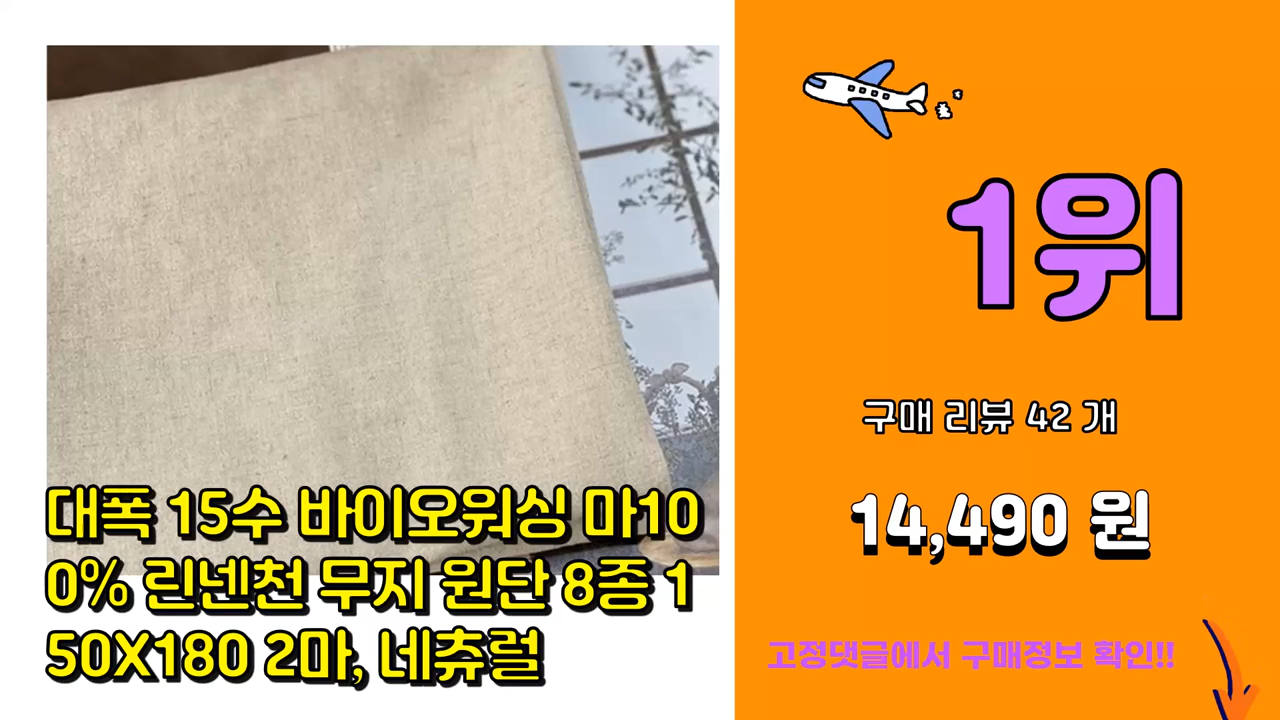 1위
구매 리뷰 42 개
14,490 원
대폭 15수 바이오워싱 마10
0% 린넨천 무지 원단 8종 1
50X180 2마, 네츄럴
고정댓글에서 구매정보 확인!!